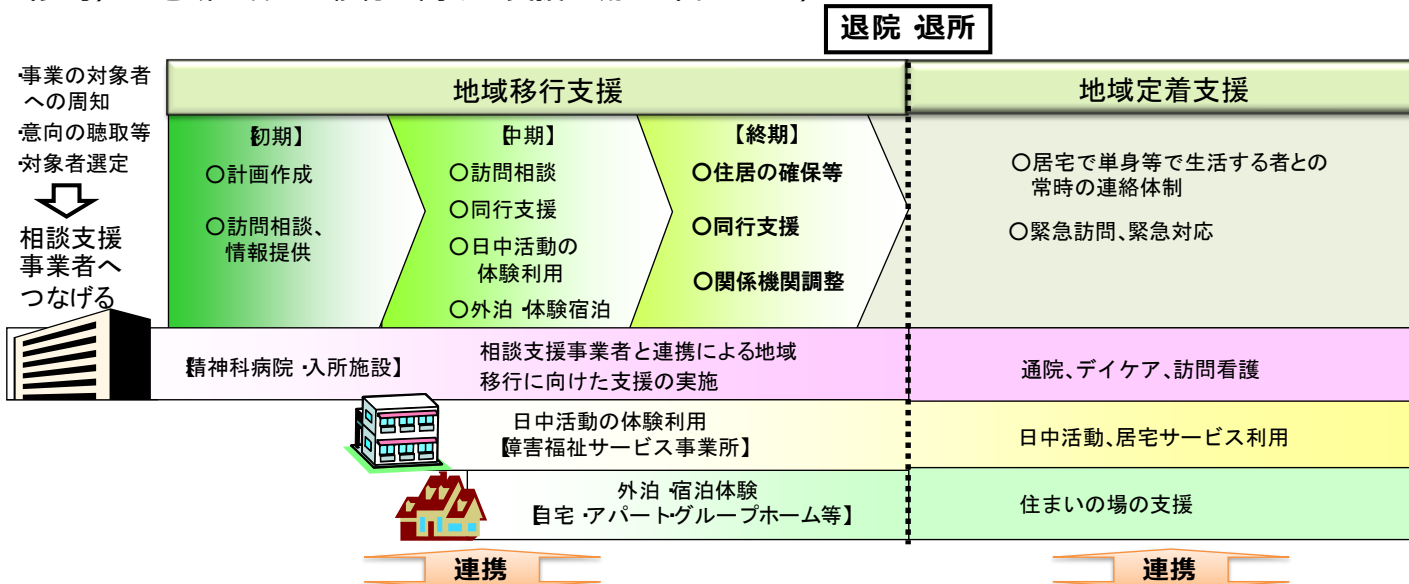 退院・退所
・事業の対象者
への周知
・意向の聴取等
・対象者選定
相談支援
事業者へ
つなげる
地域移行支援
【初期】
○計画作成
○訪問相談、
情報提供
【中期】
○訪問相談
○同行支援
○日中活動の
体験利用
○外泊・体験宿泊
【終期】
○住居の確保等
○同行支援
○関係機関調整
地域定着支援
○居宅で単身等で生活する者との
常時の連絡体制
○緊急訪問、緊急対応
【精神科病院・入所施設】
相談支援事業者と連携による地域
移行に向けた支援の実施
通院、デイケア、訪問看護
日中活動の体験利用
【障害福祉サービス事業所】
日中活動、居宅サービス利用
外泊・宿泊体験
【自宅・アパート・グループホーム等】
住まいの場の支援
連携
連携